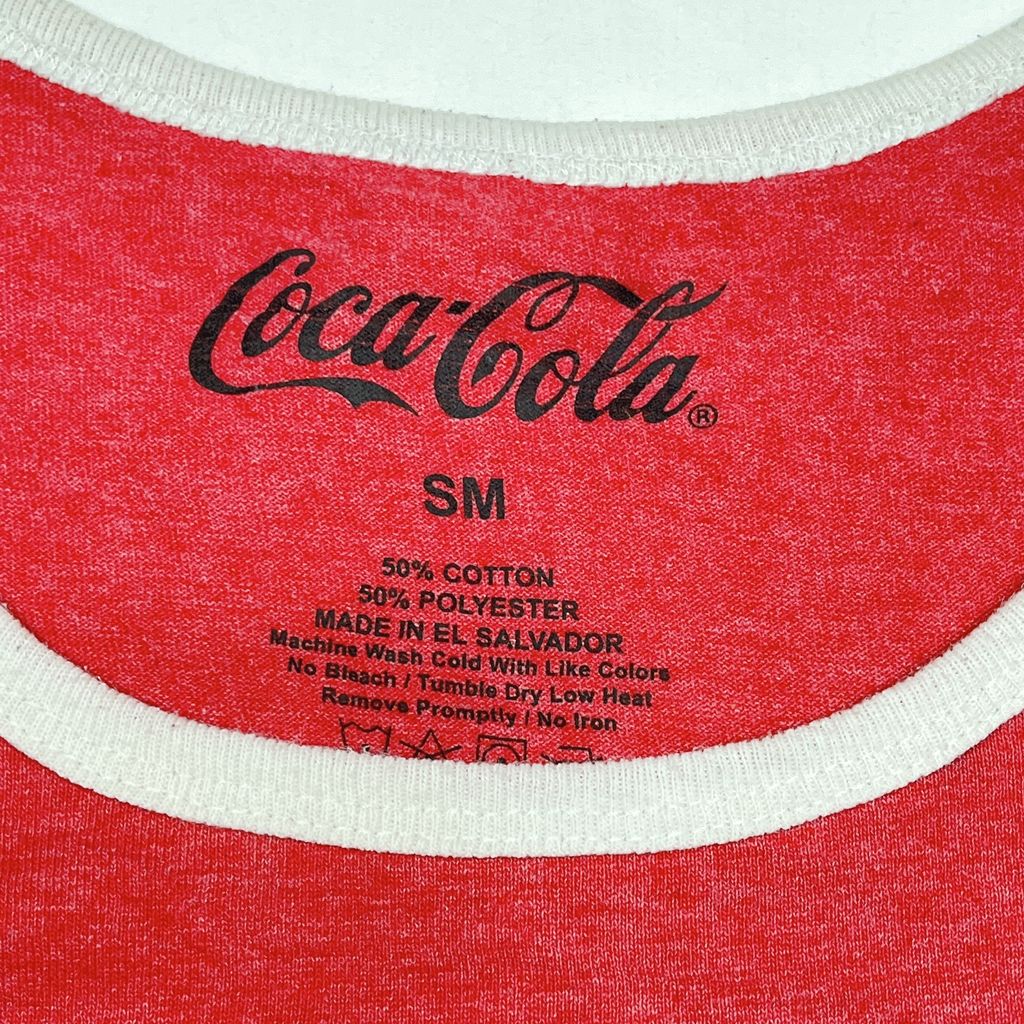 Coca-Cola®
SM
50% COTTON
50% POLYESTER
MADE IN EL SALVADOR
Machine Wash Cold With Like Colors
No Bleach / Tumble Dry Low Heat
Remove Promptly / No Iron